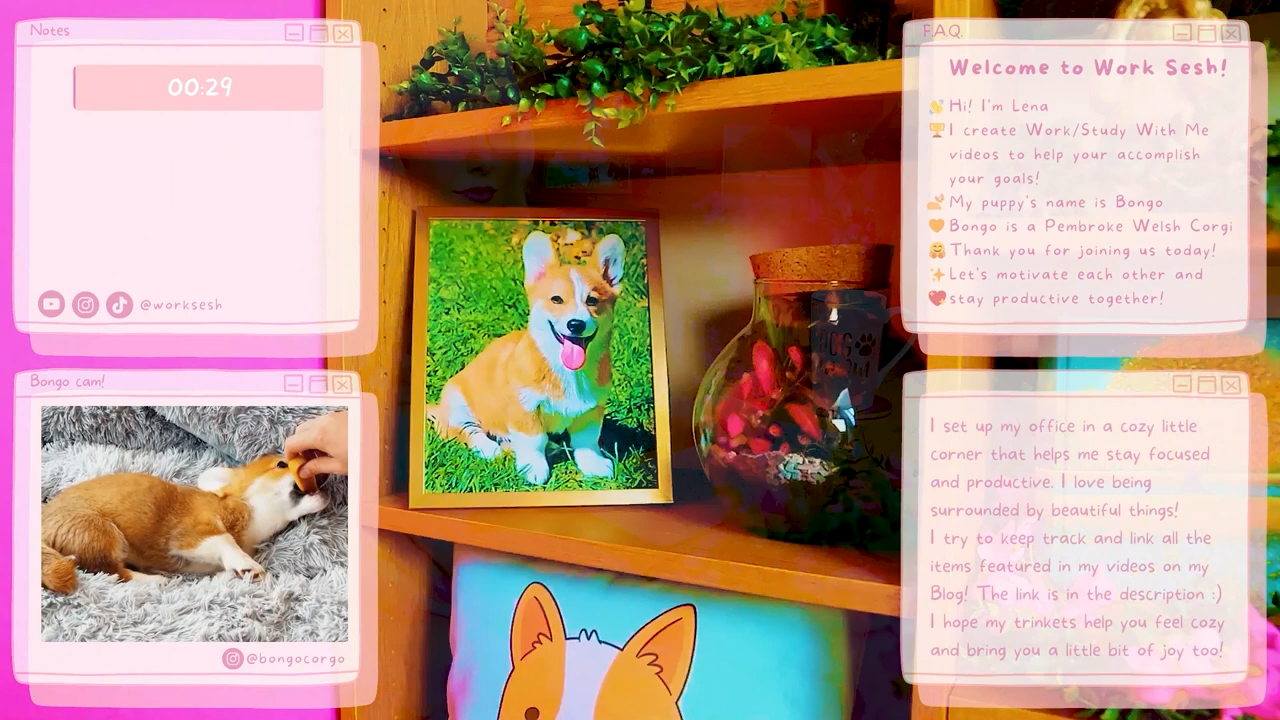 Notes
00:29
@worksesh
Bongo cam!
@bongocorgo
F.A.Q.
Welcome to Work Sesh!
👋 Hi! I'm Lena
🏆 I create Work/Study With Me
videos to help your accomplish
your goals!
My puppy's name is Bongo
🧡 Bongo is a Pembroke Welsh Corgi
🤗 Thank you for joining us today!
✨ Let's motivate each other and
💖 stay productive together!
I set up my office in a cozy little
corner that helps me stay focused
and productive. I love being
surrounded by beautiful things!
I try to keep track and link all the
items featured in my videos on my
Blog! The link is in the description :)
I hope my trinkets help you feel cozy
and bring you a little bit of joy too!